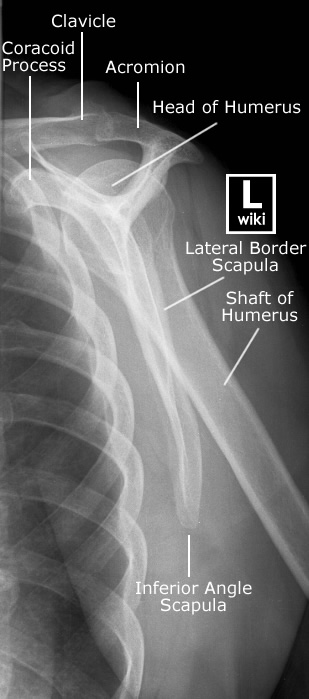 Clavicle
Coracoid
Process
Acromion
Head of Humerus
L
wiki
Lateral Border
Scapula
Shaft of
Humerus
Inferior Angle
Scapula